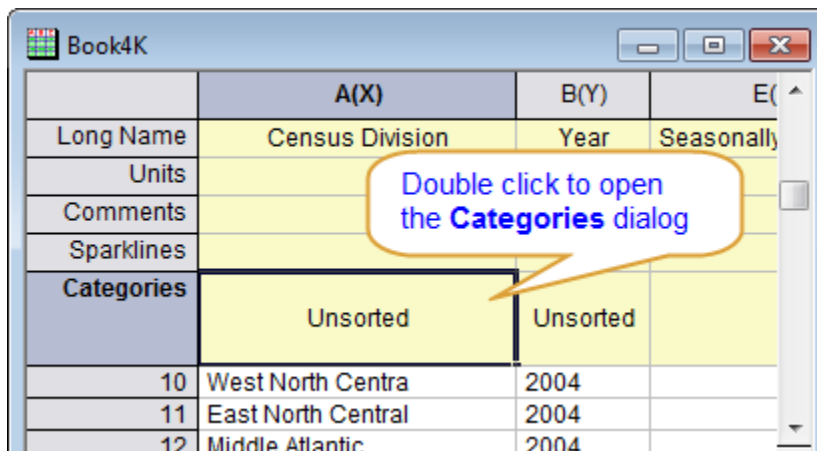 Book4K
A(X) B(Y) E(
Long Name Census Division Year Seasonally
Units
Comments
Sparklines
Double click to open
the Categories dialog
Categories Unsorted Unsorted
10 West North Centra 2004
11 East North Central 2004
12 Middle Atlantic 2004